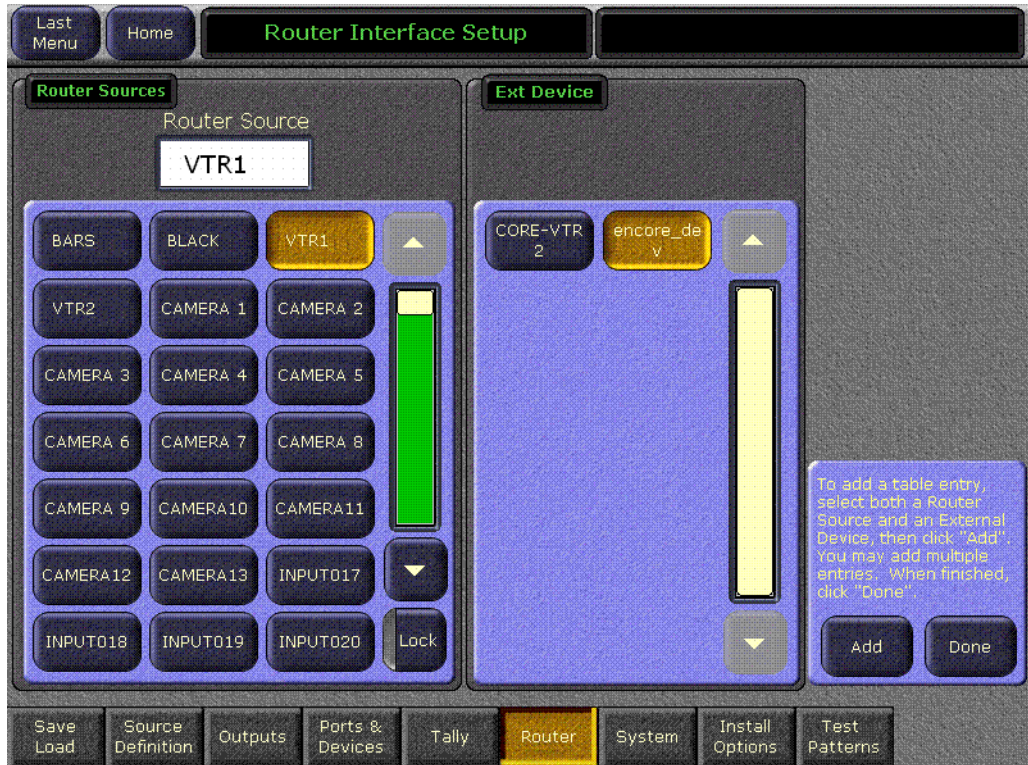 Last
Menu
Home
Router Interface Setup
Router Sources
Router Source
VTR1
BARS
BLACK
VTR1
VTR2
CAMERA 1
CAMERA 2
CAMERA 3
CAMERA 4
CAMERA 5
CAMERA 6
CAMERA 7
CAMERA 8
CAMERA 9
CAMERA10
CAMERA11
CAMERA12
CAMERA13
INPUT017
INPUT018
INPUT019
INPUT020
Lock
Ext Device
CORE-VTR
2
encore_de
v
To add a table entry,
select both a Router
Source and an External
Device, then click "Add".
You may add multiple
entries. When finished,
click "Done".
Add
Done
Save
Load
Source
Definition
Outputs
Ports &
Devices
Tally
Router
System
Install
Options
Test
Patterns